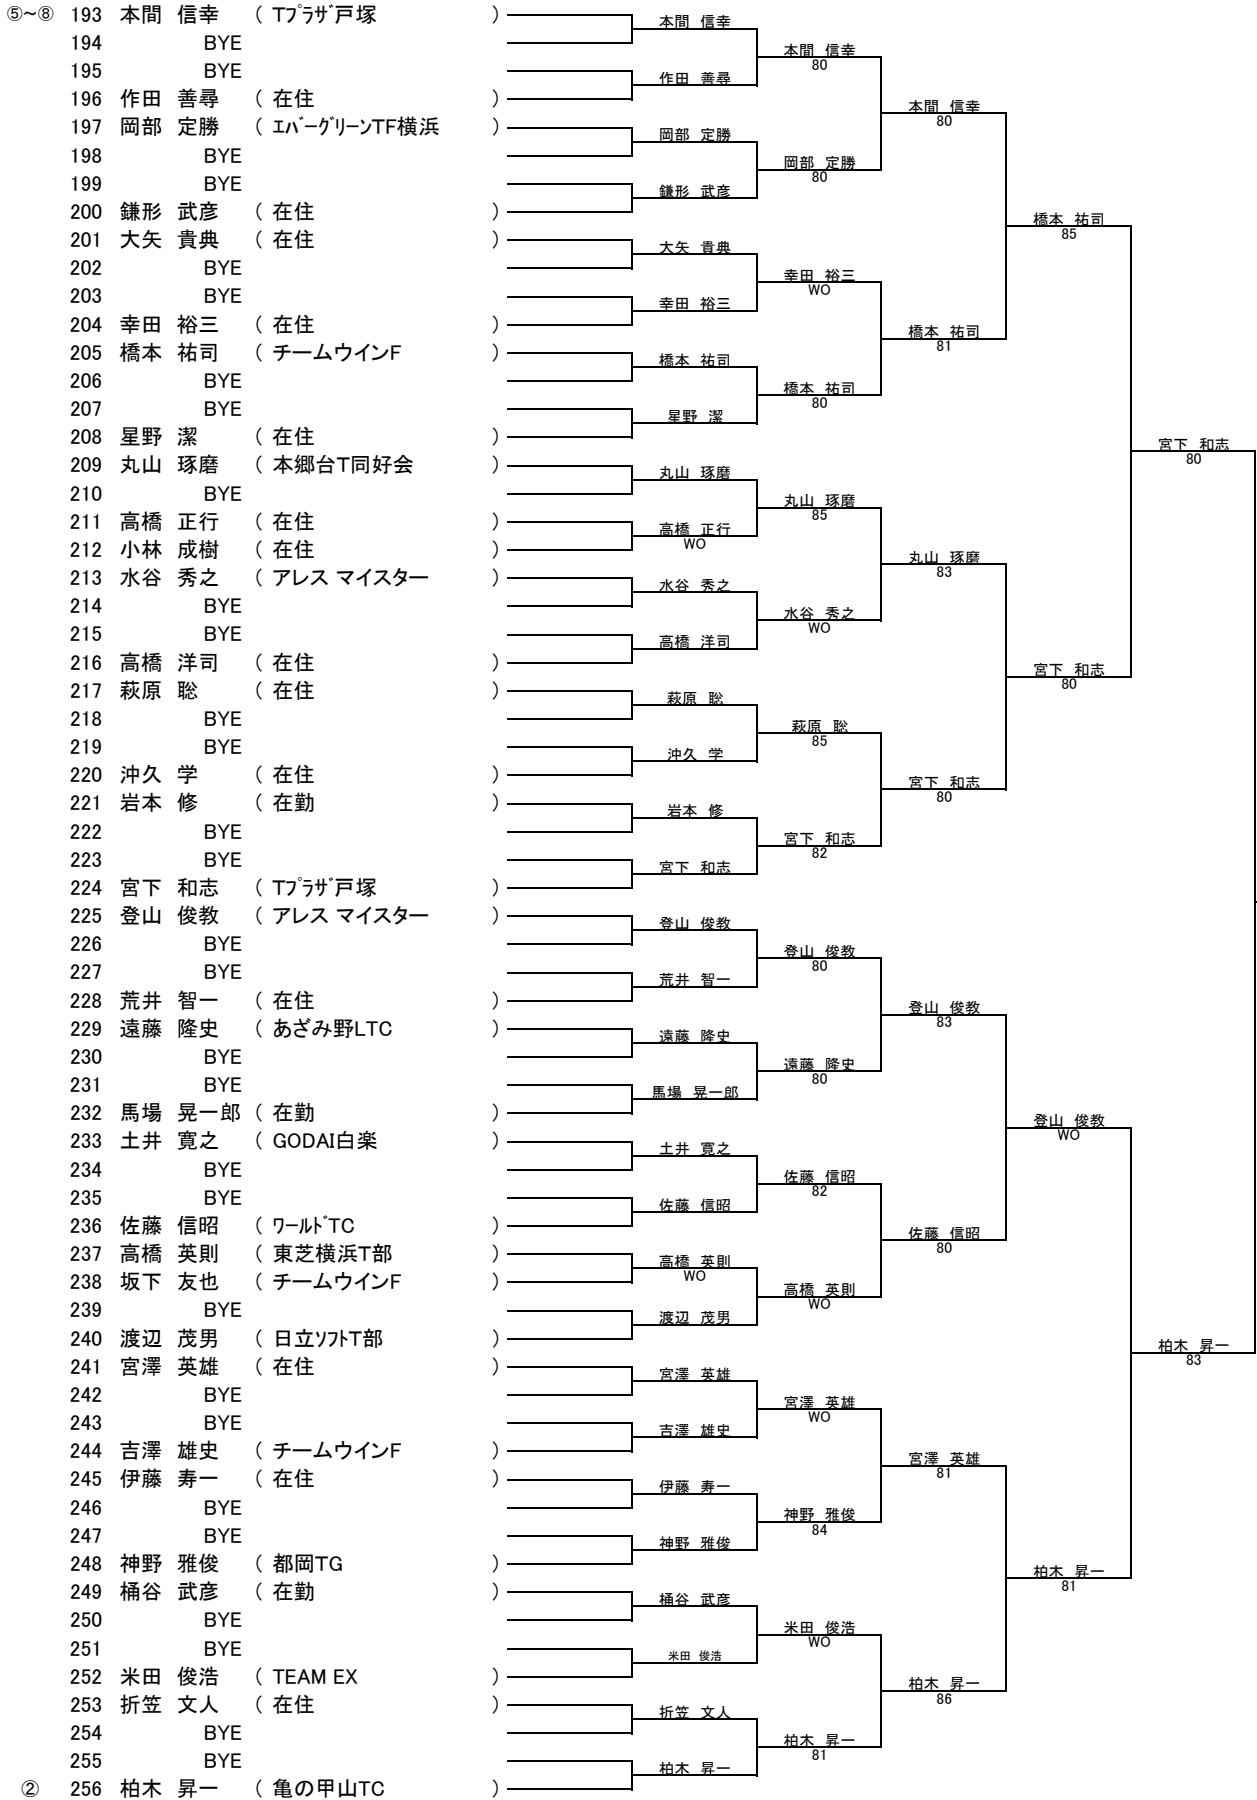 ⑤～⑧ 193 本間 信幸 （ Tﾌﾟﾗｻﾞ戸塚 ）
194 BYE
195 BYE
196 作田 善尋 （ 在住 ）
197 岡部 定勝 （ ｴﾊﾞｰｸﾞﾘｰﾝTF横浜 ）
198 BYE
199 BYE
200 鎌形 武彦 （ 在住 ）
201 大矢 貴典 （ 在住 ）
202 BYE
203 BYE
204 幸田 裕三 （ 在住 ）
205 橋本 祐司 （ チームウインF ）
206 BYE
207 BYE
208 星野 潔 （ 在住 ）
209 丸山 琢磨 （ 本郷台T同好会 ）
210 BYE
211 高橋 正行 （ 在住 ）
212 小林 成樹 （ 在住 ）
213 水谷 秀之 （ アレス マイスター ）
214 BYE
215 BYE
216 高橋 洋司 （ 在住 ）
217 萩原 聡 （ 在住 ）
218 BYE
219 BYE
220 沖久 学 （ 在住 ）
221 岩本 修 （ 在勤 ）
222 BYE
223 BYE
224 宮下 和志 （ Tﾌﾟﾗｻﾞ戸塚 ）
225 登山 俊教 （ アレス マイスター ）
226 BYE
227 BYE
228 荒井 智一 （ 在住 ）
229 遠藤 隆史 （ あざみ野LTC ）
230 BYE
231 BYE
232 馬場 晃一郎 （ 在勤 ）
233 土井 寛之 （ GODAI白楽 ）
234 BYE
235 BYE
236 佐藤 信昭 （ ﾜｰﾙﾄﾞTC ）
237 高橋 英則 （ 東芝横浜T部 ）
238 坂下 友也 （ チームウインF ）
239 BYE
240 渡辺 茂男 （ 日立ｿﾌﾄT部 ）
241 宮澤 英雄 （ 在住 ）
242 BYE
243 BYE
244 吉澤 雄史 （ チームウインF ）
245 伊藤 寿一 （ 在住 ）
246 BYE
247 BYE
248 神野 雅俊 （ 都岡TG ）
249 桶谷 武彦 （ 在勤 ）
250 BYE
251 BYE
252 米田 俊浩 （ TEAM EX ）
253 折笠 文人 （ 在住 ）
254 BYE
255 BYE
② 256 柏木 昇一 （ 亀の甲山TC ）
本間 信幸
作田 善尋
岡部 定勝
鎌形 武彦
大矢 貴典
幸田 裕三
橋本 祐司
星野 潔
丸山 琢磨
高橋 正行
WO
水谷 秀之
高橋 洋司
萩原 聡
沖久 学
岩本 修
宮下 和志
登山 俊教
荒井 智一
遠藤 隆史
馬場 晃一郎
土井 寛之
佐藤 信昭
高橋 英則
WO
渡辺 茂男
宮澤 英雄
吉澤 雄史
伊藤 寿一
神野 雅俊
桶谷 武彦
米田 俊浩
折笠 文人
柏木 昇一
本間 信幸
80
岡部 定勝
80
幸田 裕三
WO
橋本 祐司
80
丸山 琢磨
85
水谷 秀之
WO
萩原 聡
85
宮下 和志
82
登山 俊教
80
遠藤 隆史
80
佐藤 信昭
82
高橋 英則
WO
宮澤 英雄
WO
神野 雅俊
84
米田 俊浩
WO
柏木 昇一
81
本間 信幸
80
橋本 祐司
81
丸山 琢磨
83
宮下 和志
80
登山 俊教
83
佐藤 信昭
80
宮澤 英雄
81
柏木 昇一
86
橋本 祐司
85
宮下 和志
80
登山 俊教
WO
柏木 昇一
81
宮下 和志
80
柏木 昇一
83